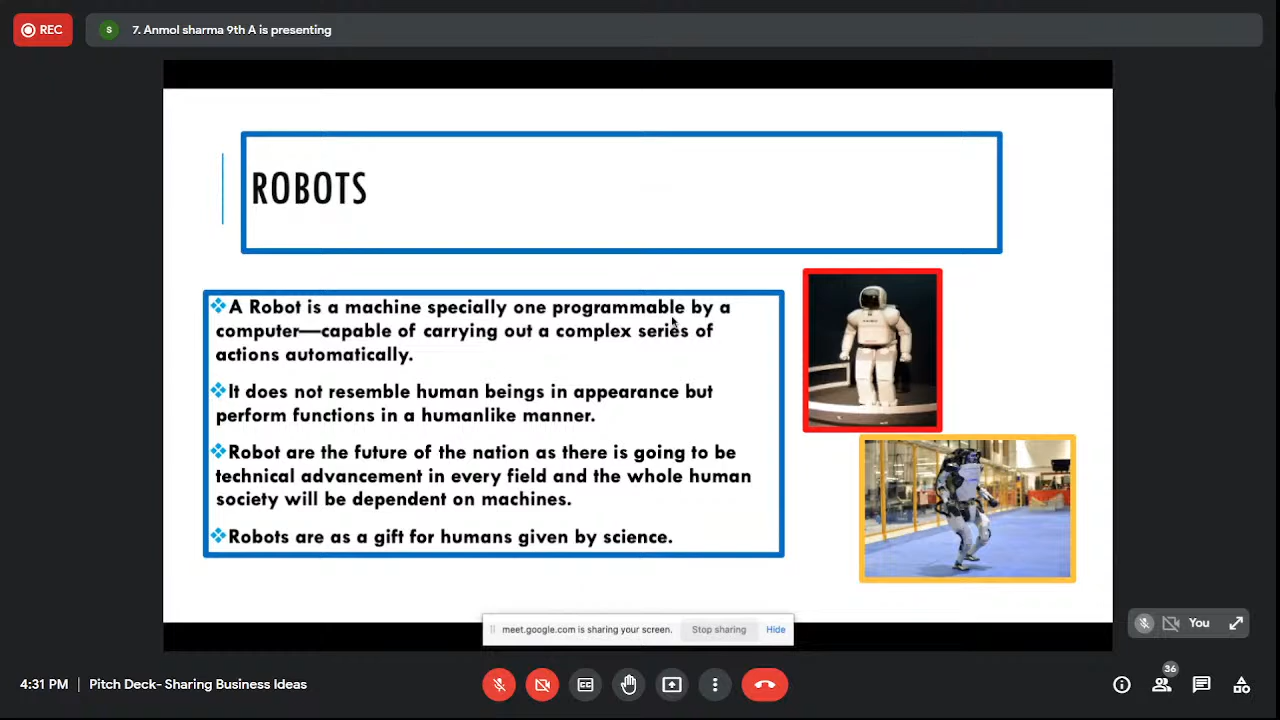 REC
S
7. Anmol sharma 9th A is presenting
ROBOTS
❖A Robot is a machine specially one programmable by a
computer—capable of carrying out a complex series of
actions automatically.
❖It does not resemble human beings in appearance but
perform functions in a humanlike manner.
❖Robot are the future of the nation as there is going to be
technical advancement in every field and the whole human
society will be dependent on machines.
❖Robots are as a gift for humans given by science.
meet.google.com is sharing your screen.
Stop sharing
Hide
You
4:31 PM | Pitch Deck- Sharing Business Ideas
36